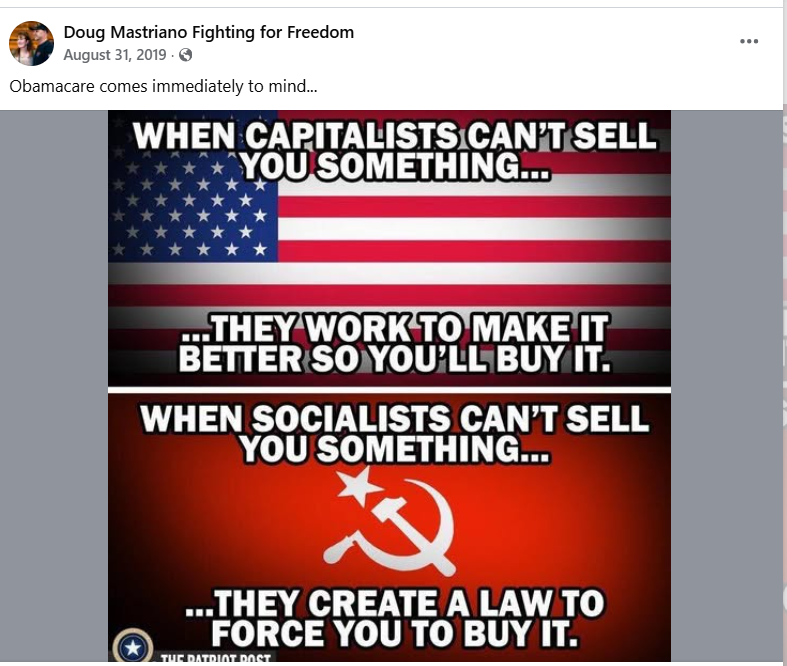 Doug Mastriano Fighting for Freedom
August 31, 2019 ·
Obamacare comes immediately to mind...
WHEN CAPITALISTS CAN'T SELL
YOU SOMETHING...
...THEY WORK TO MAKE IT
BETTER SO YOU'LL BUY IT.
WHEN SOCIALISTS CAN'T SELL
YOU SOMETHING...
...THEY CREATE A LAW TO
FORCE YOU TO BUY IT.
THE PATRIOT POST